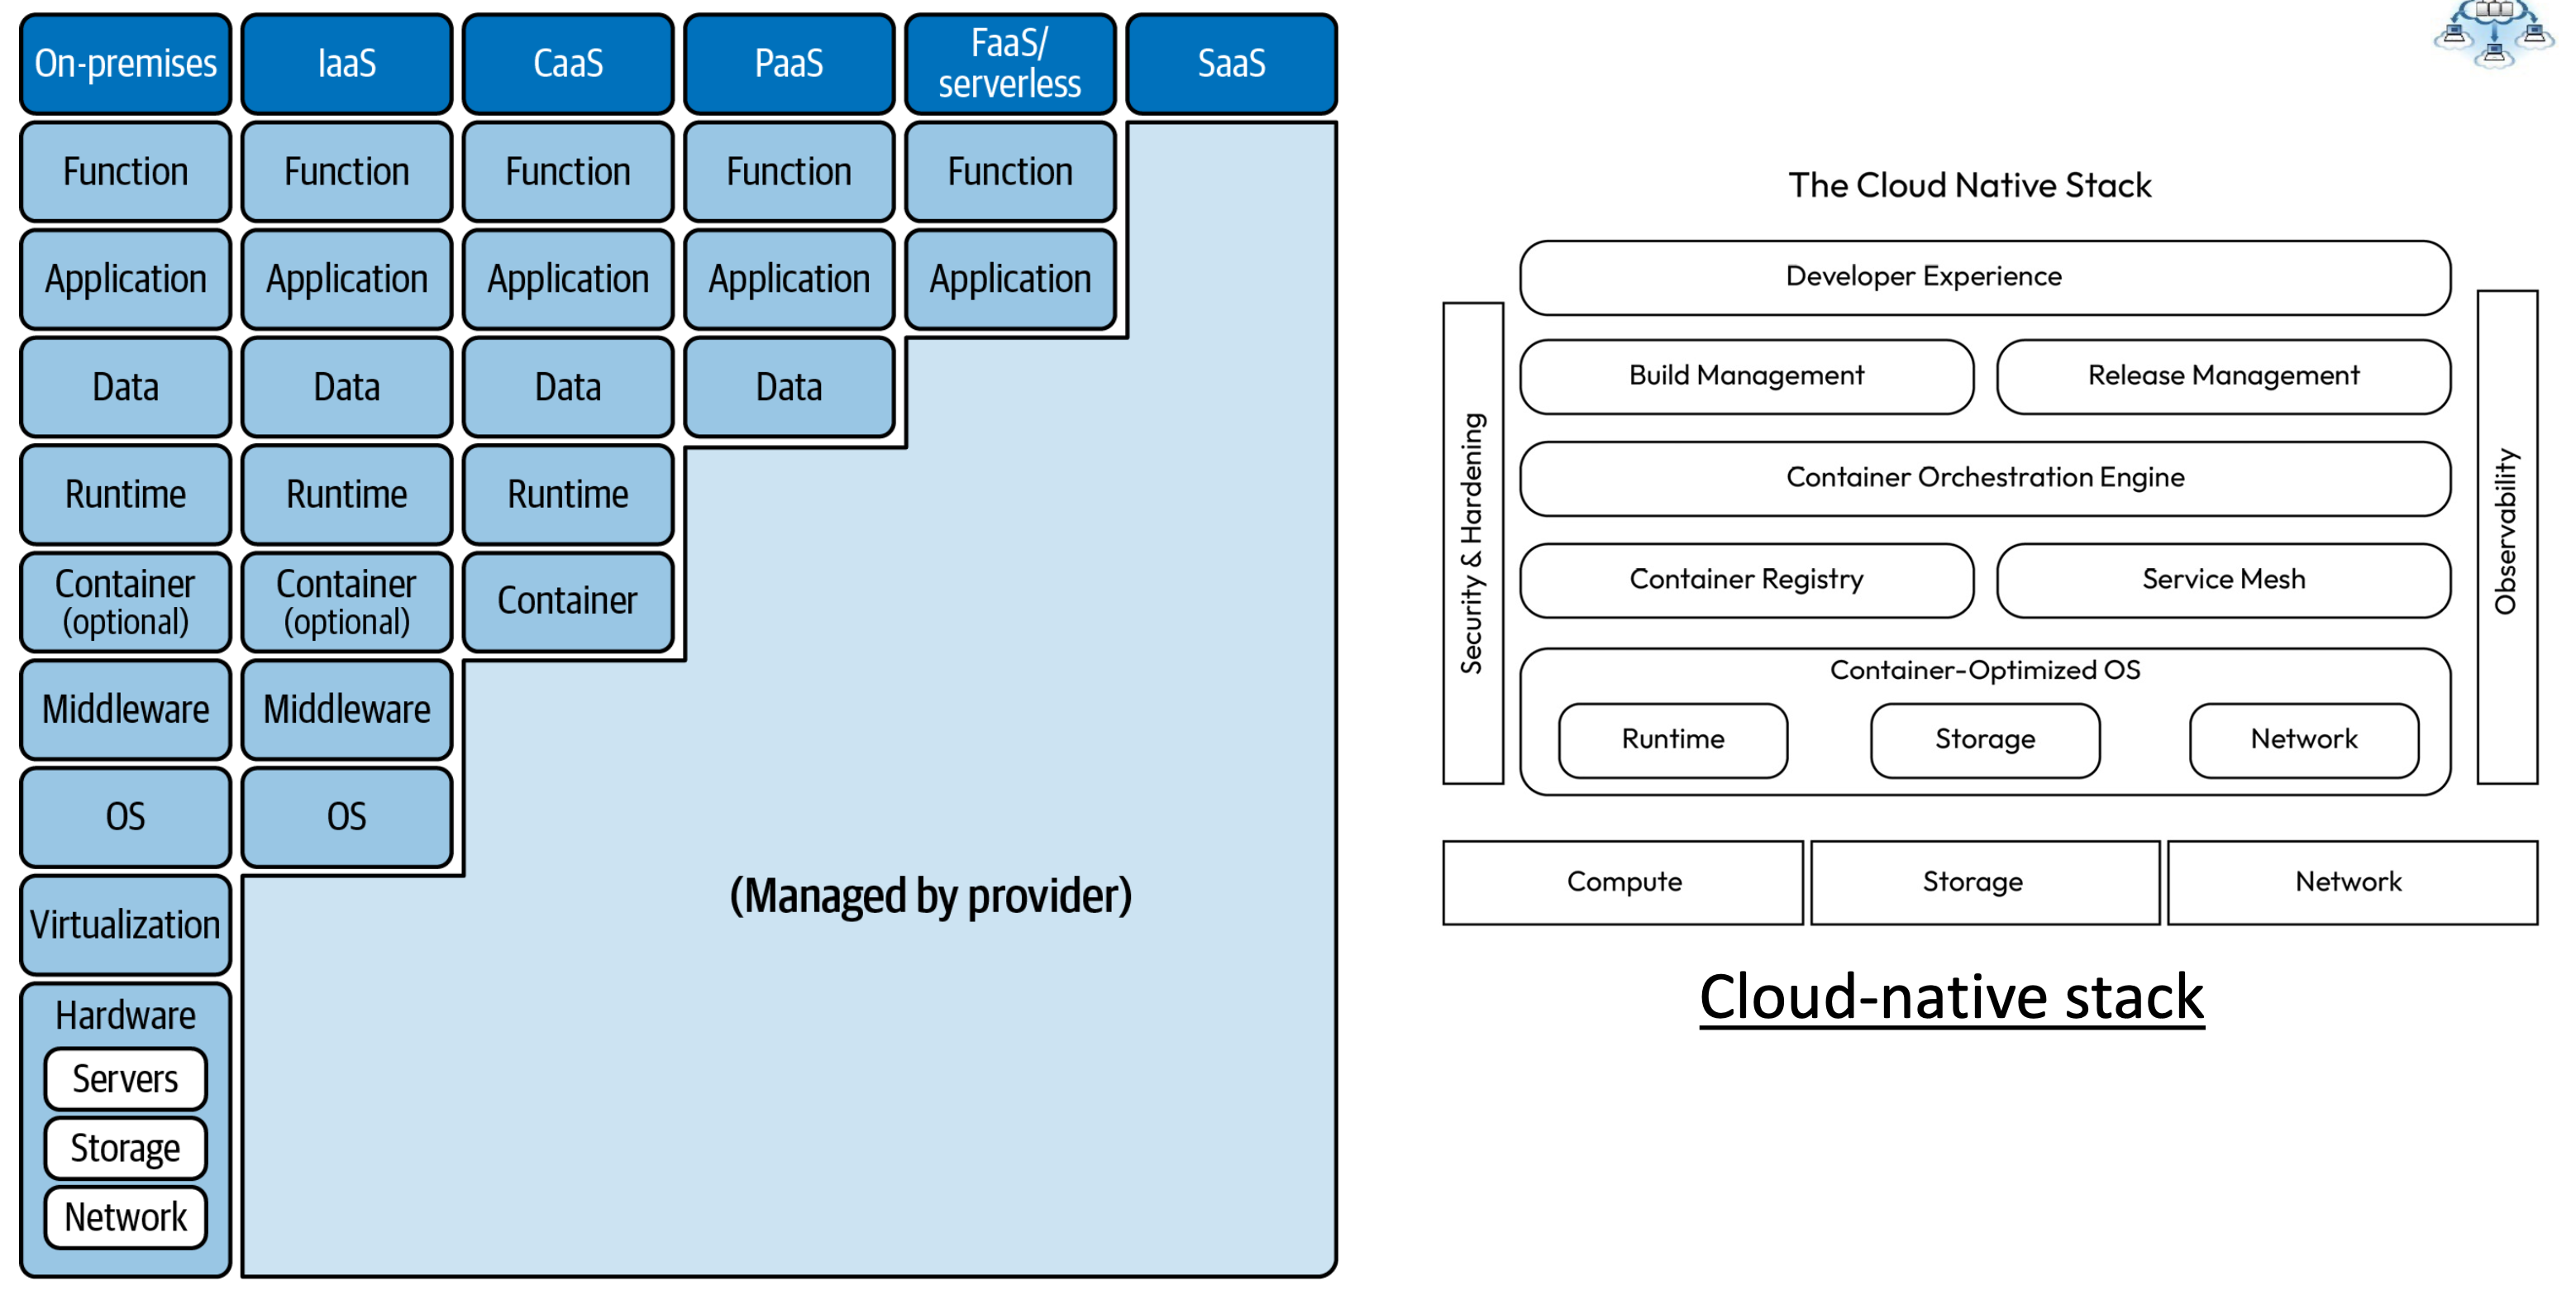 On-premises
IaaS
CaaS
PaaS
FaaS/
serverless
SaaS
Function
Function
Function
Function
Function
Application
Application
Application
Application
Application
Data
Data
Data
Data
Runtime
Runtime
Runtime
Container
(optional)
Container
(optional)
Container
Middleware
Middleware
OS
OS
Virtualization
(Managed by provider)
Hardware
Servers
Storage
Network
The Cloud Native Stack
Developer Experience
Build Management
Release Management
Container Orchestration Engine
Container Registry
Service Mesh
Container-Optimized OS
Runtime
Storage
Network
Security & Hardening
Observability
Compute
Storage
Network
Cloud-native stack